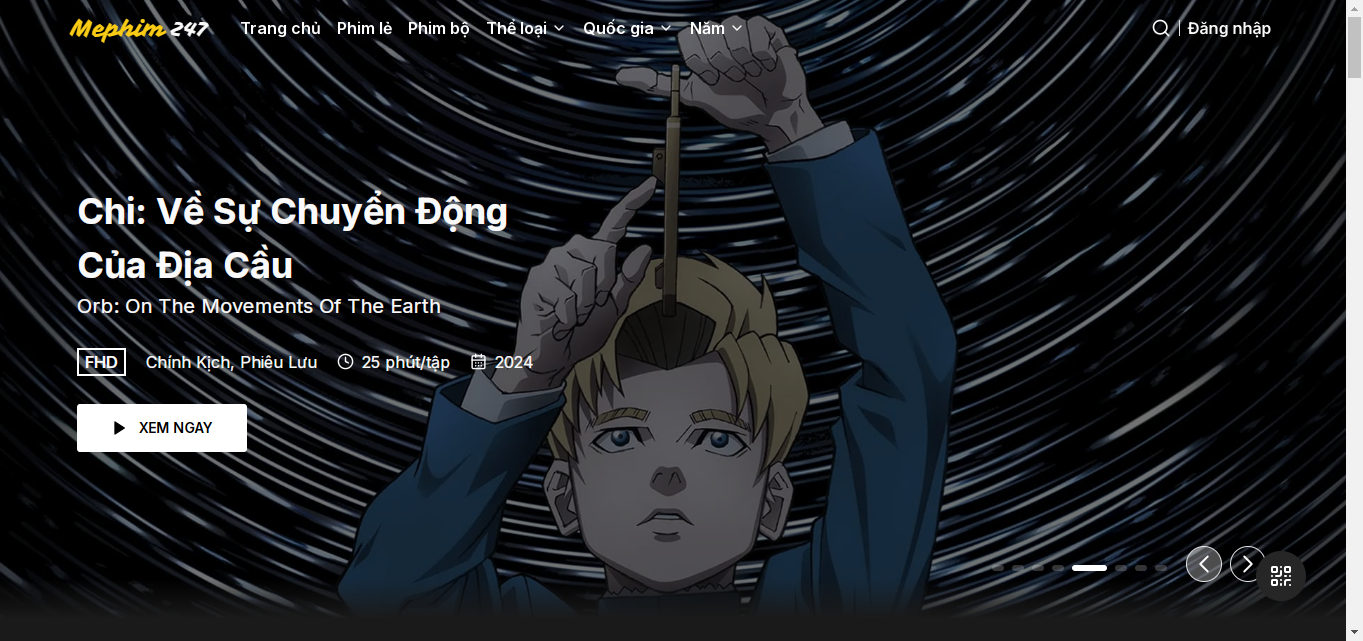 Mephim 247 Trang chủ Phim lẻ Phim bộ Thể loại Quốc gia Năm Đăng nhập
Chi: Về Sự Chuyển Động
Của Địa Cầu
Orb: On The Movements Of The Earth
FHD Chính Kịch, Phiêu Lưu 25 phút/tập 2024
XEM NGAY